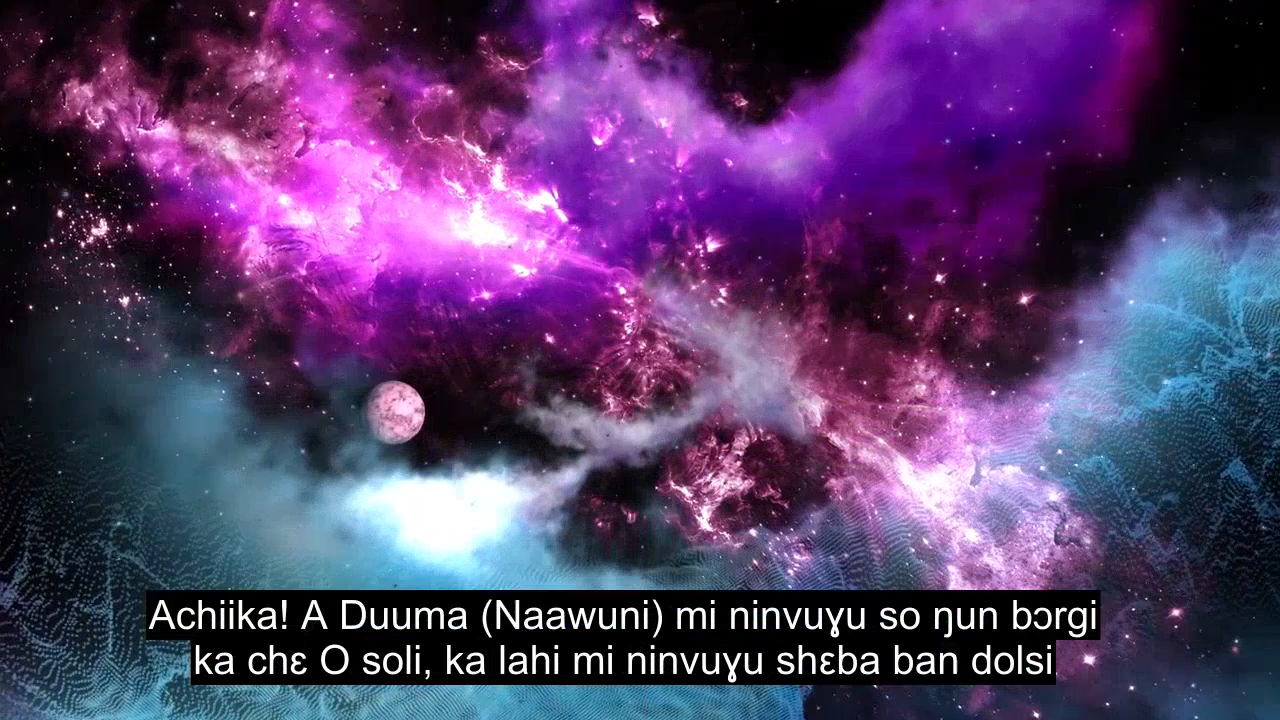 Achiika! A Duuma (Naawuni) mi ninvuɣu so ŋun bɔrgi
ka chɛ O soli, ka lahi mi ninvuɣu shɛba ban dolsi